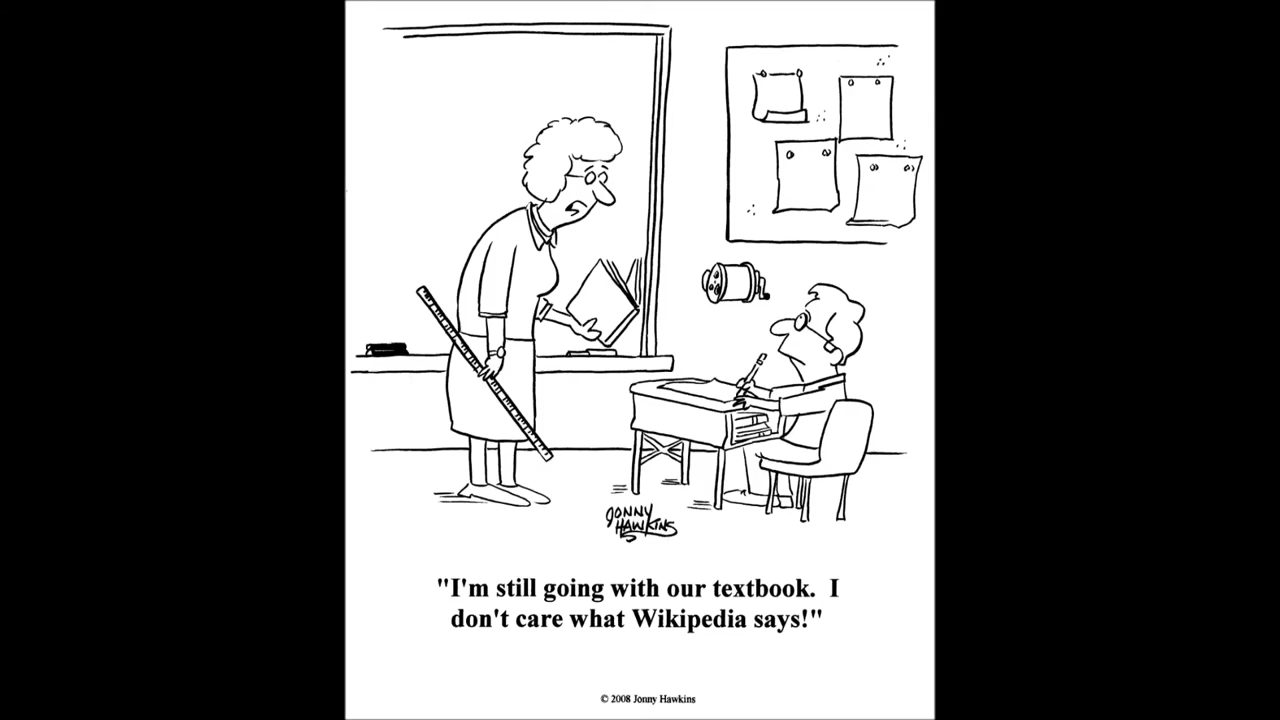 JONNY
HAWKINS
"I'm still going with our textbook.  I
don't care what Wikipedia says!"
© 2008 Jonny Hawkins